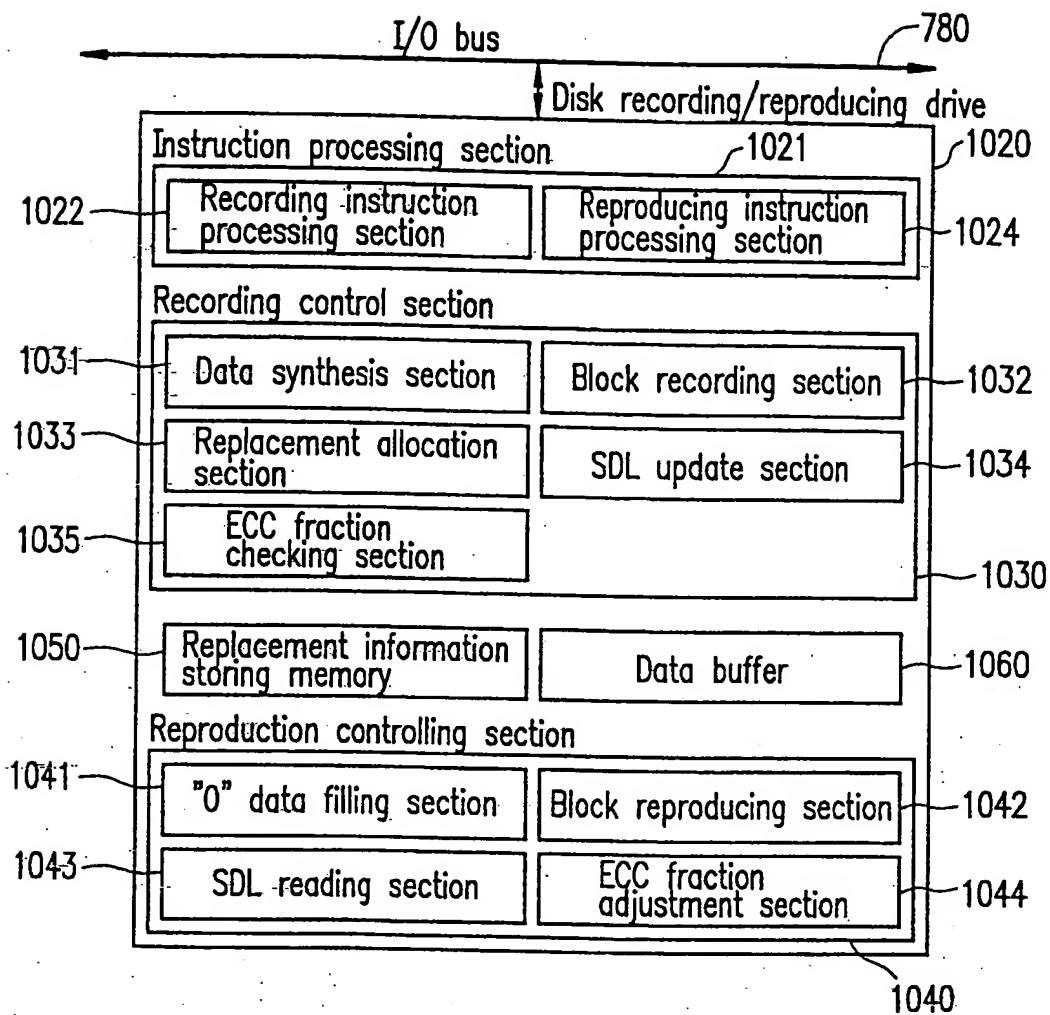 I/O bus
780
Disk recording/reproducing drive
Instruction processing section
1021
1020
1022
Recording instruction
processing section
Reproducing instruction
processing section
1024
Recording control section
1031
Data synthesis section
Block recording section
1032
1033
Replacement allocation
section
SDL update section
1034
1035
ECC fraction
checking section
1030
1050
Replacement information
storing memory
Data buffer
1060
Reproduction controlling section
1041
"0" data filling section
Block reproducing section
1042
1043
SDL reading section
ECC fraction
adjustment section
1044
1040